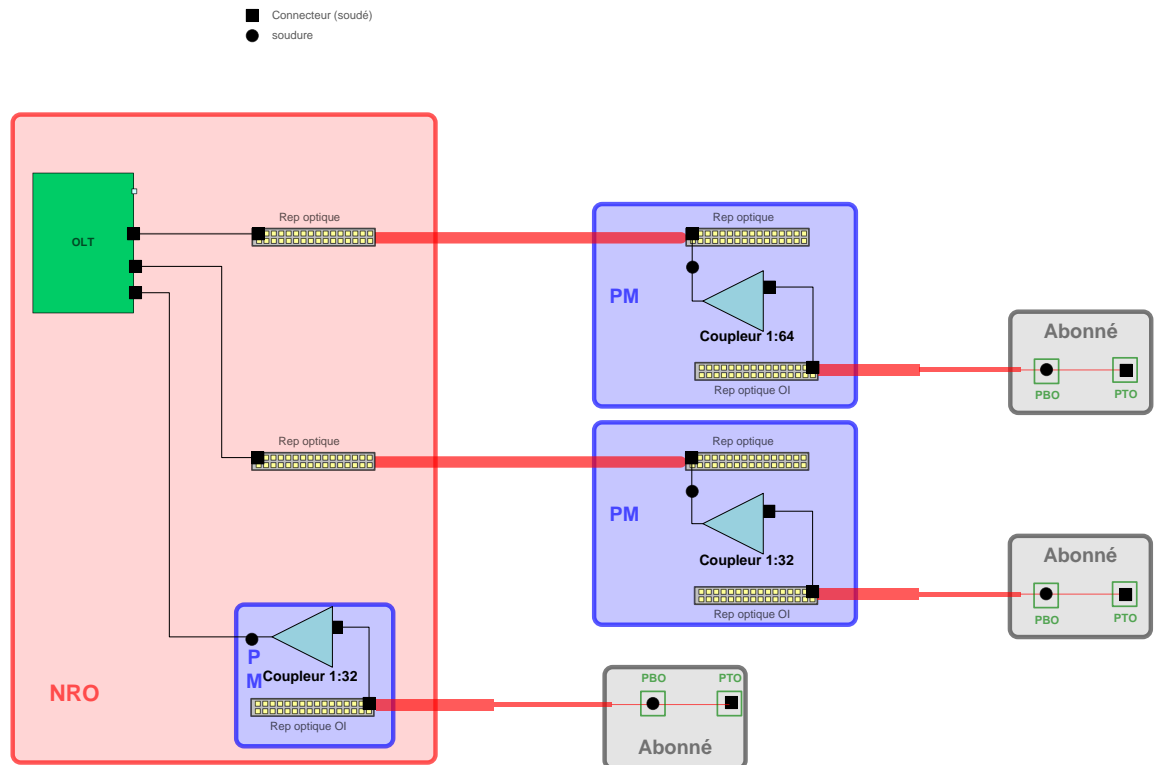 Connecteur (soudé)
soudure
OLT
Rep optique
Rep optique
PM
Coupleur 1:64
Rep optique OI
Abonné
PBO
PTO
Rep optique
Rep optique
PM
Coupleur 1:32
Rep optique OI
Abonné
PBO
PTO
NRO
P
M
Coupleur 1:32
Rep optique OI
PBO
PTO
Abonné